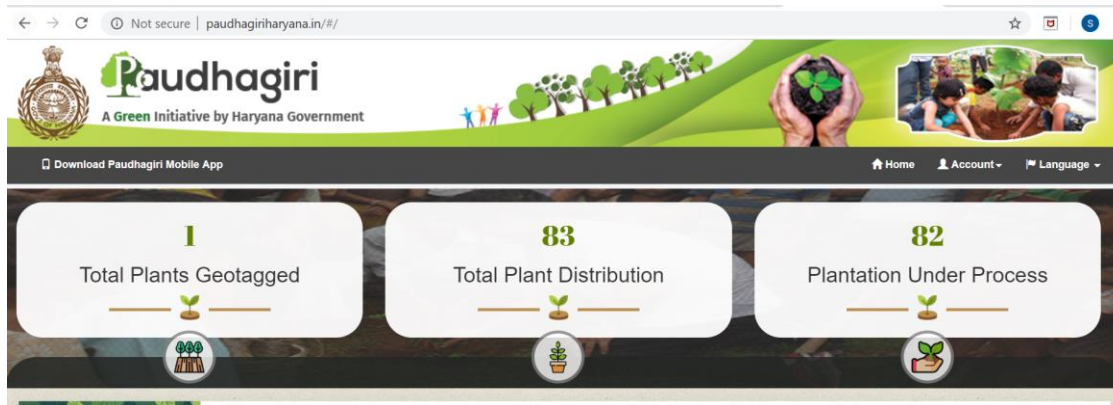 Not secure | paudhagiriharyana.in/#/
S
Paudhagiri
A Green Initiative by Haryana Government
Download Paudhagiri Mobile App
Home Account Language
1 83 82
Total Plants Geotagged Total Plant Distribution Plantation Under Process